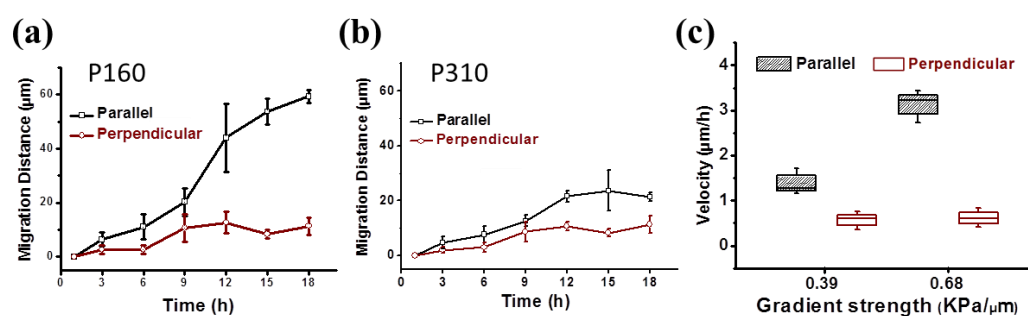 (a)
P160
Parallel
Perpendicular
Migration Distance (µm)
60
40
20
0
0 3 6 9 12 15 18
Time (h)
(b)
P310
Parallel
Perpendicular
Migration Distance (µm)
60
40
20
0
0 3 6 9 12 15 18
Time (h)
(c)
Parallel Perpendicular
Velocity (µm/h)
4
3
2
1
0
0.39 0.68
Gradient strength (KPa/µm)